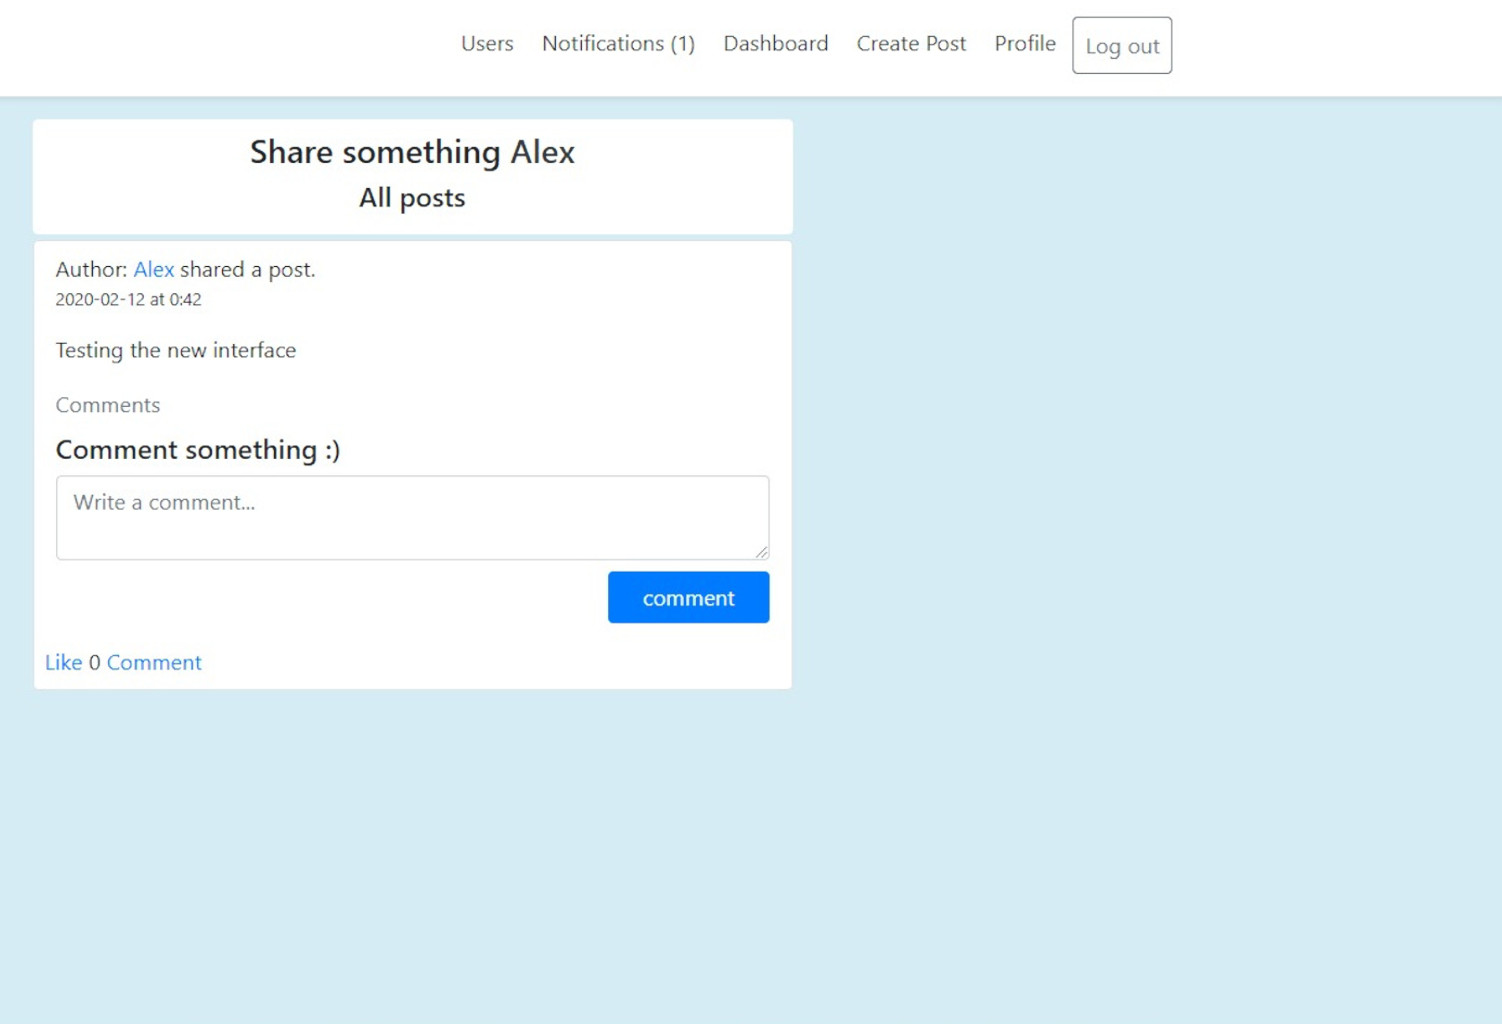 Users Notifications (1) Dashboard Create Post Profile Log out
Share something Alex
All posts
Author: Alex shared a post.
2020-02-12 at 0:42
Testing the new interface
Comments
Comment something :)
Write a comment...
comment
Like 0 Comment